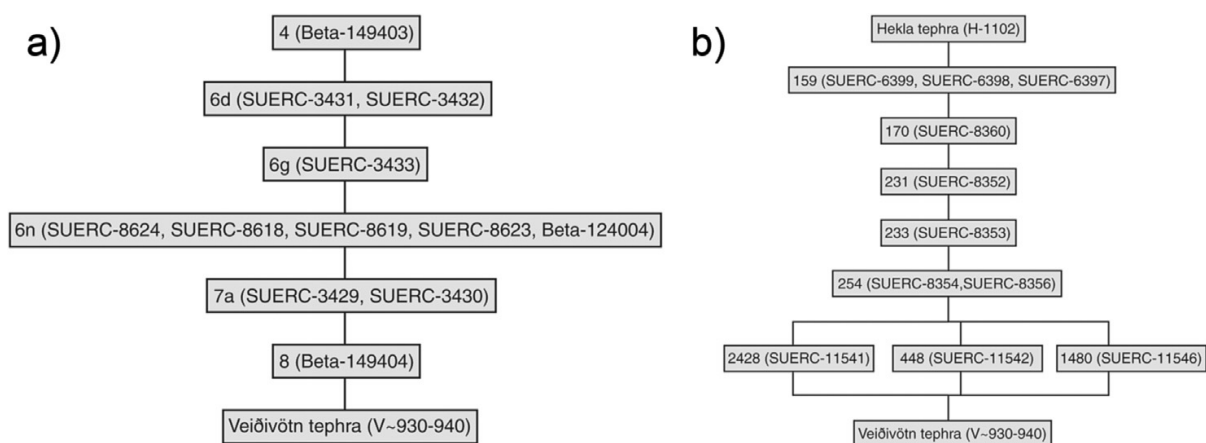 a)
4 (Beta-149403)
6d (SUERC-3431, SUERC-3432)
6g (SUERC-3433)
6n (SUERC-8624, SUERC-8618, SUERC-8619, SUERC-8623, Beta-124004)
7a (SUERC-3429, SUERC-3430)
8 (Beta-149404)
Veiðivötn tephra (V~930-940)
b)
Hekla tephra (H-1102)
159 (SUERC-6399, SUERC-6398, SUERC-6397)
170 (SUERC-8360)
231 (SUERC-8352)
233 (SUERC-8353)
254 (SUERC-8354,SUERC-8356)
2428 (SUERC-11541)
448 (SUERC-11542)
1480 (SUERC-11546)
Veiðivötn tephra (V~930-940)